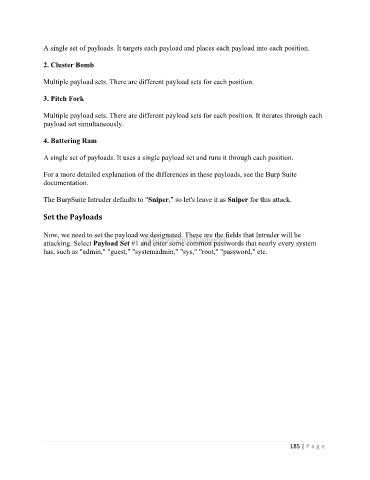 A single set of payloads. It targets each payload and places each payload into each position.
2. Cluster Bomb
Multiple payload sets. There are different payload sets for each position.
3. Pitch Fork
Multiple payload sets. There are different payload sets for each position. It iterates through each
payload set simultaneously.
4. Battering Ram
A single set of payloads. It uses a single payload set and runs it through each position.
For a more detailed explanation of the differences in these payloads, see the Burp Suite
documentation.
The BurpSuite Intruder defaults to "Sniper," so let's leave it as Sniper for this attack.
Set the Payloads
Now, we need to set the payload we designated. These are the fields that Intruder will be
attacking. Select Payload Set #1 and enter some common passwords that nearly every system
has, such as "admin," "guest," "systemadmin," "sys," "root," "password," etc.
185 | P a g e